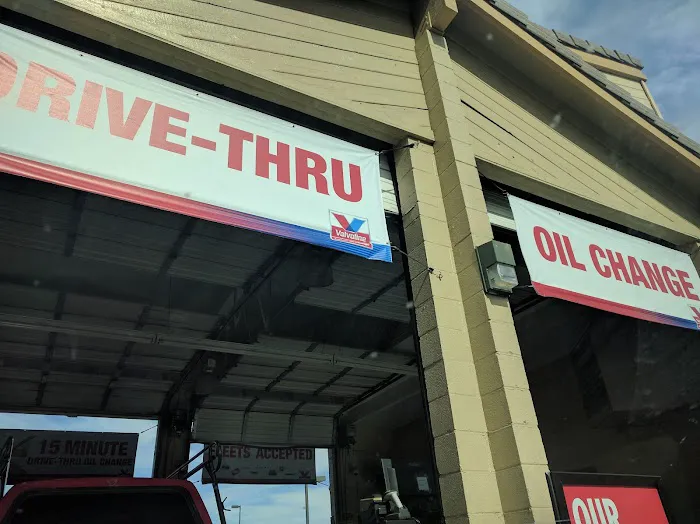 DRIVE-THRU
Valvoline
OIL CHANGE
15 MINUTE
DRIVE-THRU OIL CHANGE
FLEETS ACCEPTED
OUR